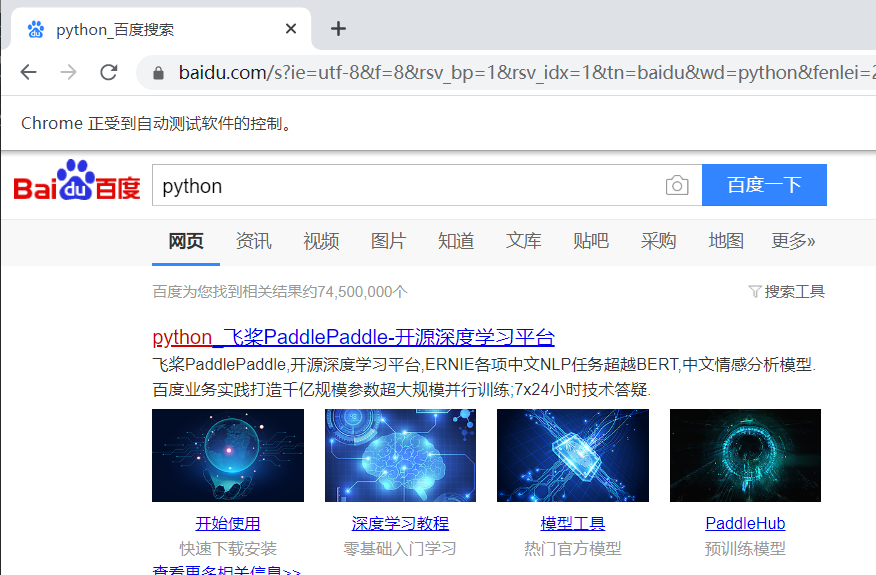 python_百度搜索
baidu.com/s?ie=utf-8&f=8&rsv_bp=1&rsv_idx=1&tn=baidu&wd=python&fenlei=2
Chrome 正受到自动测试软件的控制。
Bai du 百度 python 百度一下
网页 资讯 视频 图片 知道 文库 贴吧 采购 地图 更多»
百度为您找到相关结果约74,500,000个 搜索工具
python_飞桨PaddlePaddle-开源深度学习平台
飞桨PaddlePaddle,开源深度学习平台,ERNIE各项中文NLP任务超越BERT,中文情感分析模型.
百度业务实践打造千亿规模参数超大规模并行训练;7x24小时技术答疑.
开始使用 深度学习教程 模型工具 PaddleHub
快速下载安装 零基础入门学习 热门官方模型 预训练模型
查看更多相关信息>>